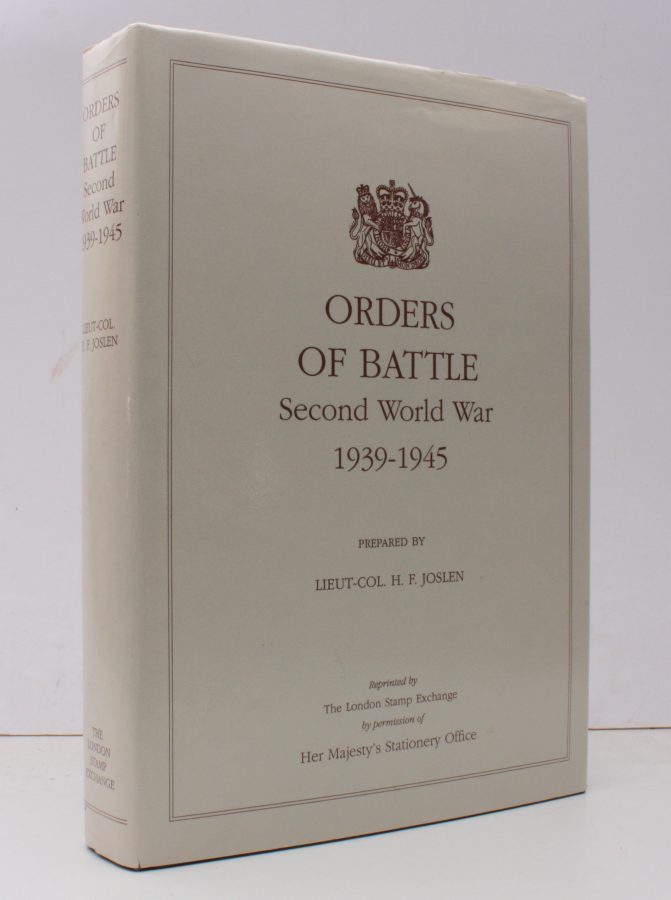 ORDERS
OF
BATTLE
Second
World War
1939-1945
LIEUT-COL.
H. F. JOSLEN
THE
LONDON
STAMP
EXCHANGE
ORDERS
OF BATTLE
Second World War
1939-1945
PREPARED BY
LIEUT-COL. H. F. JOSLEN
Reprinted by
The London Stamp Exchange
by permission of
Her Majesty's Stationery Office